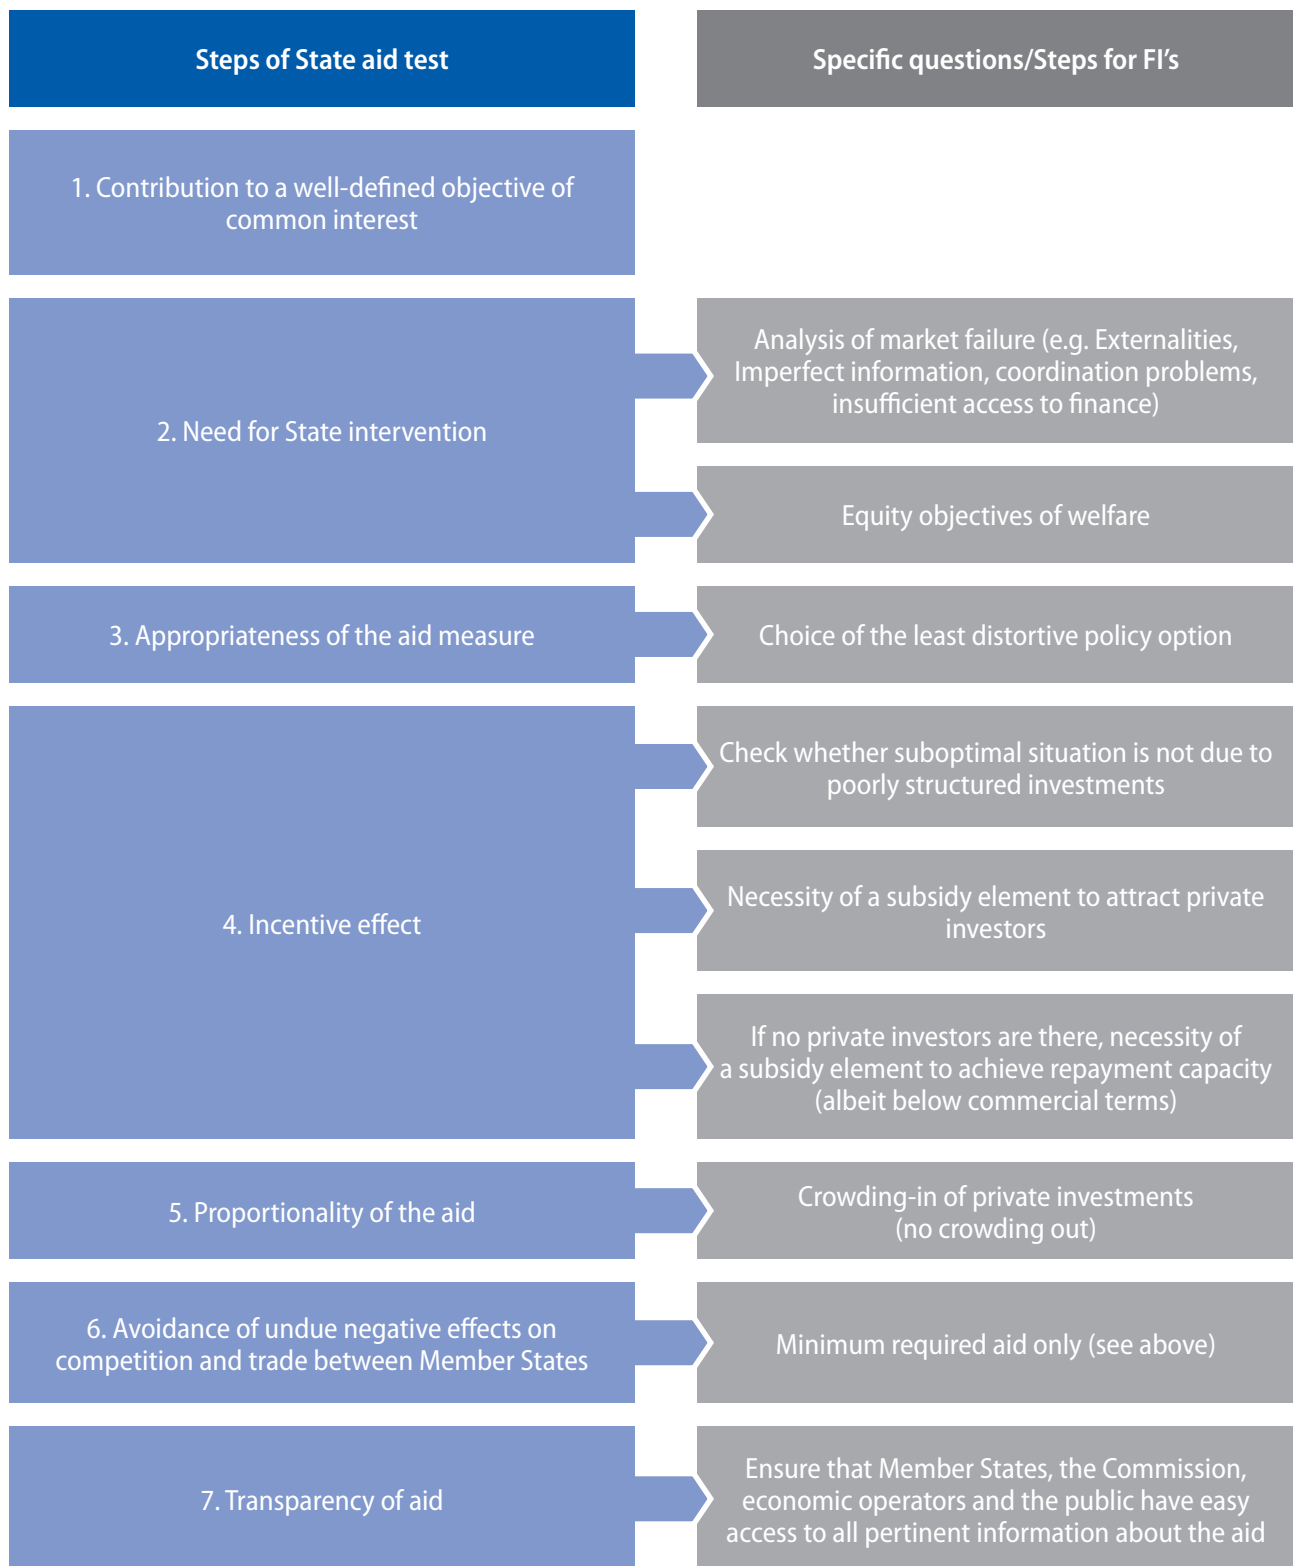 Steps of State aid test
Specific questions/Steps for FI's
1. Contribution to a well-defined objective of
common interest
2. Need for State intervention
Analysis of market failure (e.g. Externalities,
Imperfect information, coordination problems,
insufficient access to finance)
Equity objectives of welfare
3. Appropriateness of the aid measure
Choice of the least distortive policy option
4. Incentive effect
Check whether suboptimal situation is not due to
poorly structured investments
Necessity of a subsidy element to attract private
investors
If no private investors are there, necessity of
a subsidy element to achieve repayment capacity
(albeit below commercial terms)
5. Proportionality of the aid
Crowding-in of private investments
(no crowding out)
6. Avoidance of undue negative effects on
competition and trade between Member States
Minimum required aid only (see above)
7. Transparency of aid
Ensure that Member States, the Commission,
economic operators and the public have easy
access to all pertinent information about the aid